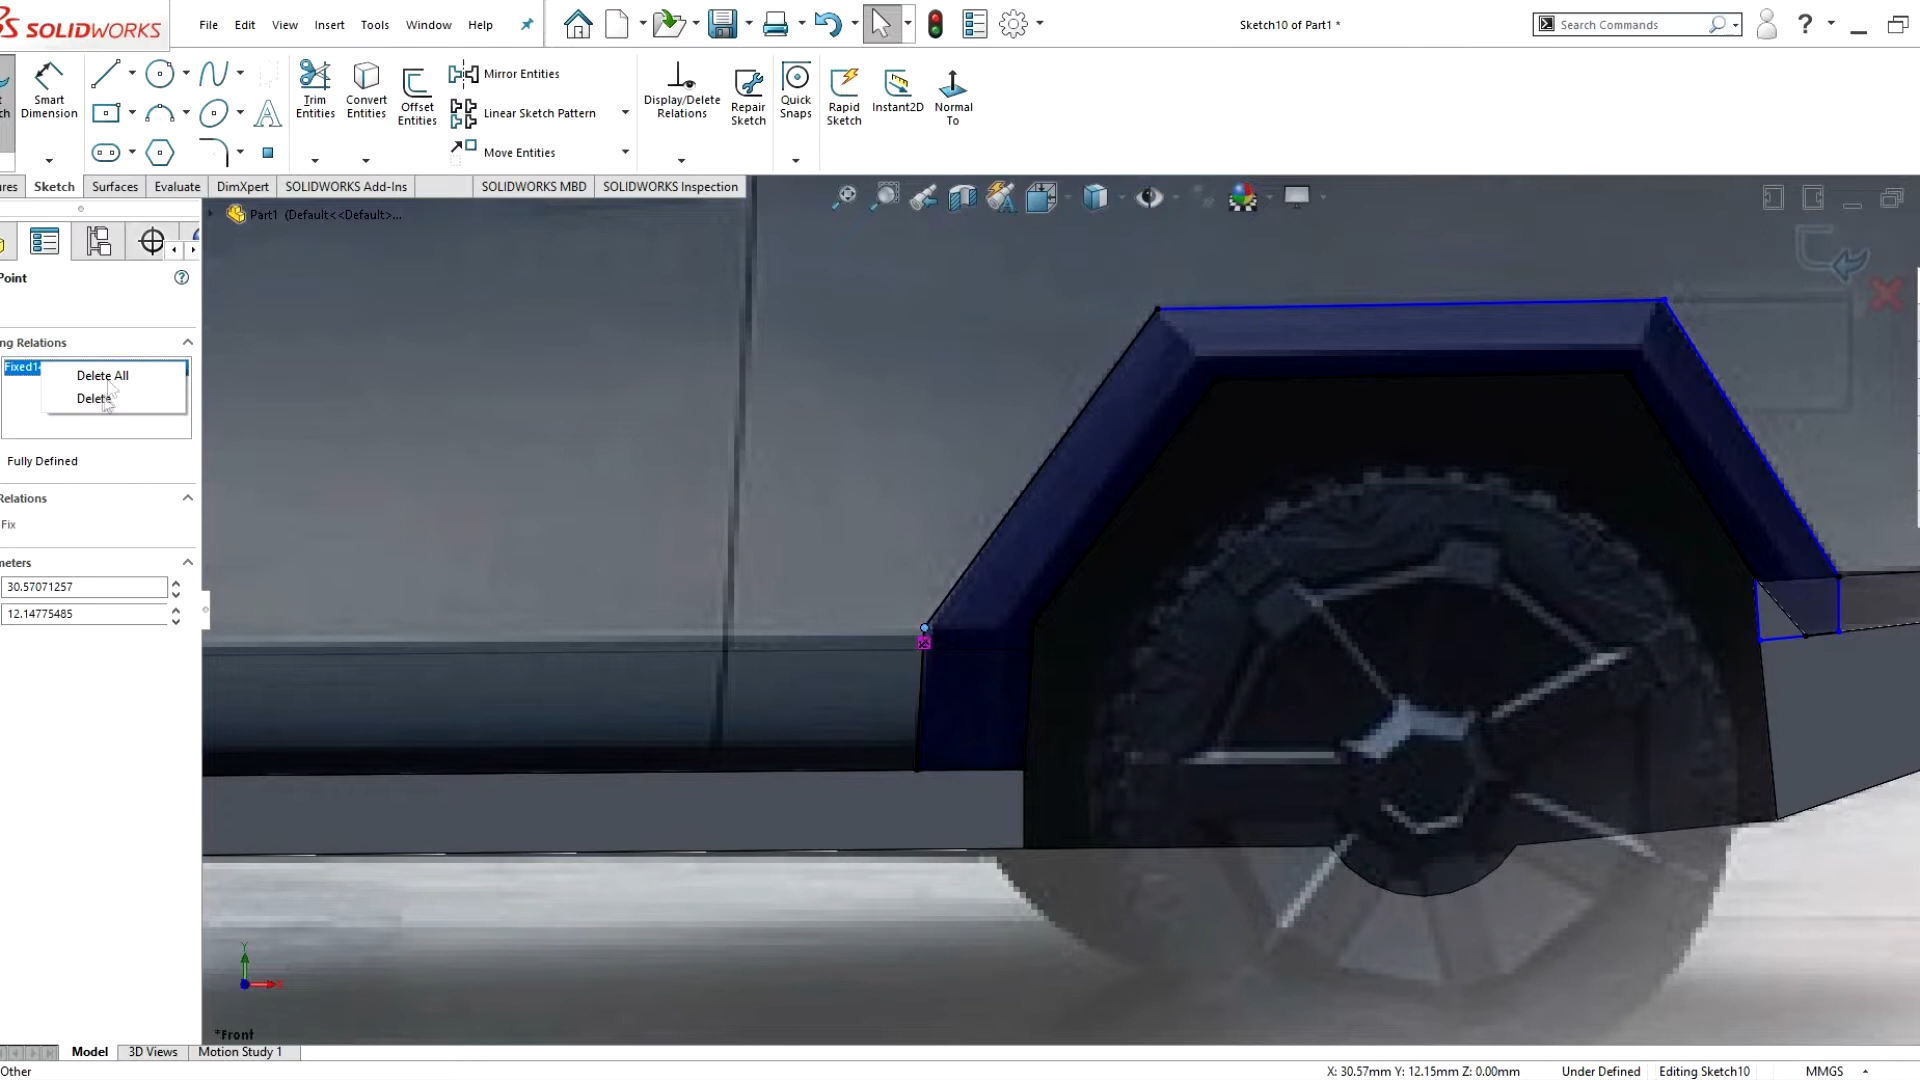 SOLIDWORKS
File Edit View Insert Tools Window Help
Sketch10 of Part1 *
Search Commands
?
Smart Dimension
Trim Entities
Convert Entities
Offset Entities
Mirror Entities
Linear Sketch Pattern
Move Entities
Display/Delete Relations
Repair Sketch
Quick Snaps
Rapid Sketch
Instant2D
Normal To
Sketch Surfaces Evaluate DimXpert SOLIDWORKS Add-Ins SOLIDWORKS MBD SOLIDWORKS Inspection
Part1 (Default<<Default>...
Point
ng Relations
Fixed14
Delete All
Delete
Fully Defined
Relations
Fix
meters
30.57071257
12.14775485
Y
*Front
Model 3D Views Motion Study 1
Other
X: 30.57mm Y: 12.15mm Z: 0.00mm Under Defined Editing Sketch10 MMGS